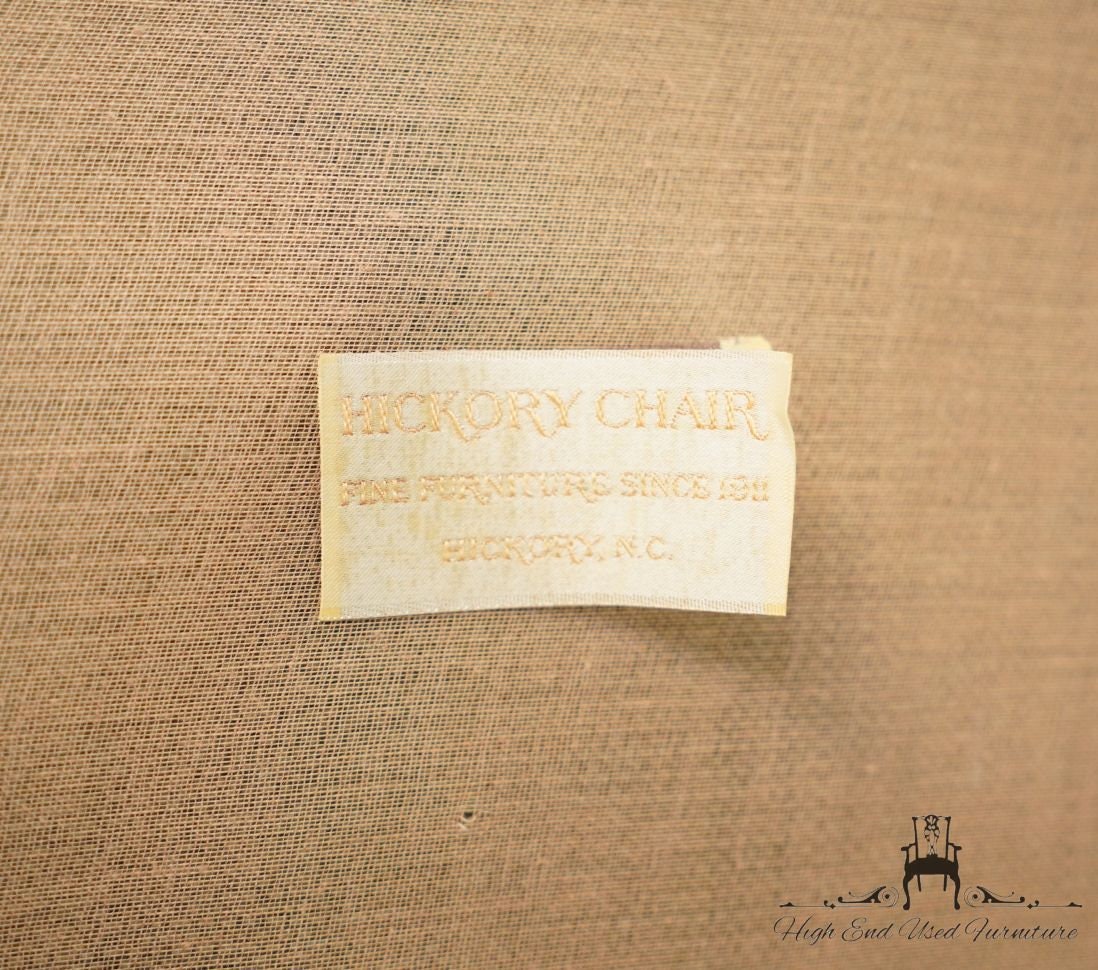 HICKORY CHAIR
FINE FURNITURE SINCE 1911
HICKORY, N.C.
High End Used Furniture